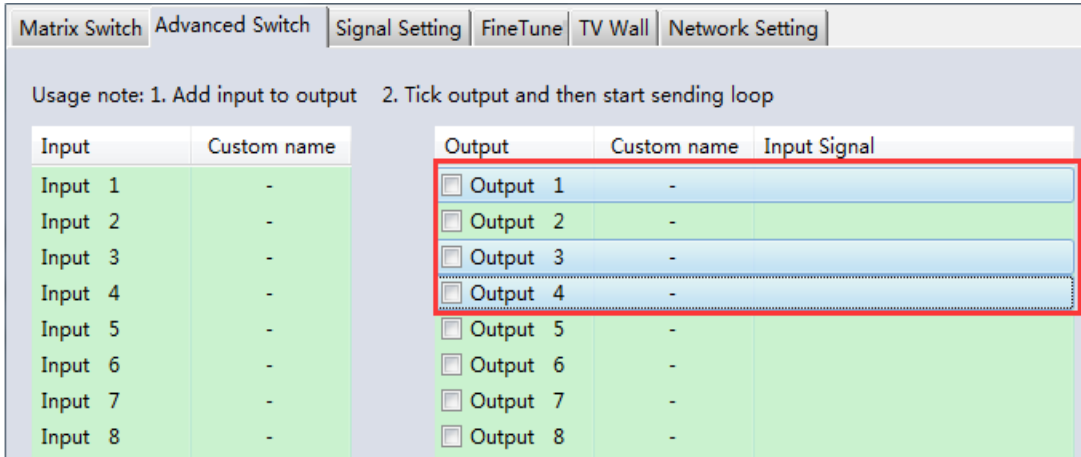 Matrix Switch Advanced Switch Signal Setting FineTune TV Wall Network Setting
Usage note: 1. Add input to output 2. Tick output and then start sending loop
Input Custom name Output Custom name Input Signal
Input 1 - Output 1 -
Input 2 - Output 2 -
Input 3 - Output 3 -
Input 4 - Output 4 -
Input 5 - Output 5 -
Input 6 - Output 6 -
Input 7 - Output 7 -
Input 8 - Output 8 -